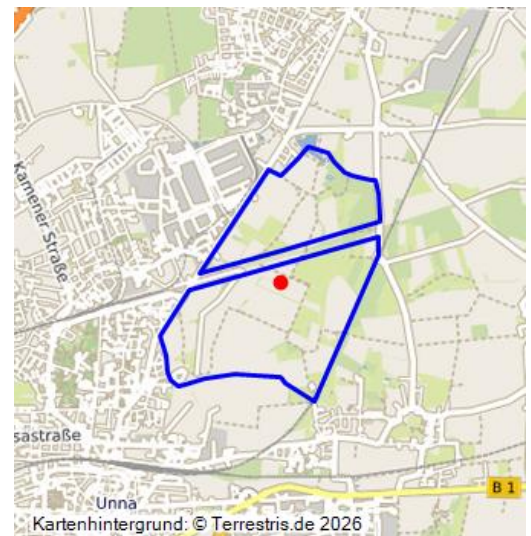 Kamener Straße
sastraße
B 1
Unna
Kartenhintergrund: © Terrestris.de 2026